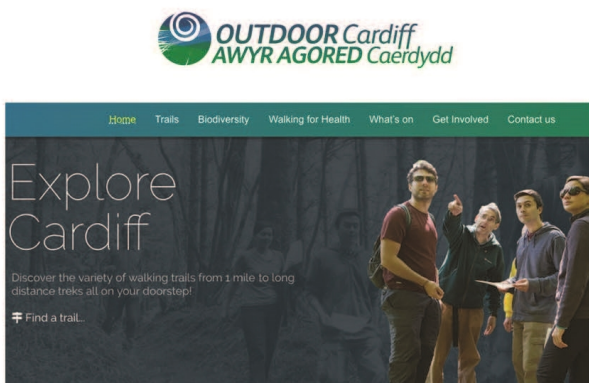 OUTDOOR Cardiff
AWYR AGORED Caerdydd
Home Trails Biodiversity Walking for Health What's on Get Involved Contact us
Explore
Cardiff
Discover the variety of walking trails from 1 mile to long
distance treks all on your doorstep!
Find a trail...